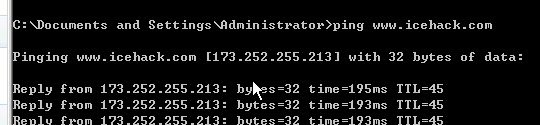 C:\Documents and Settings\Administrator>ping www.icehack.com
Pinging www.icehack.com [173.252.255.213] with 32 bytes of data:
Reply from 173.252.255.213: bytes=32 time=195ms TTL=45
Reply from 173.252.255.213: bytes=32 time=193ms TTL=45
Reply from 173.252.255.213: bytes=32 time=193ms TTL=45